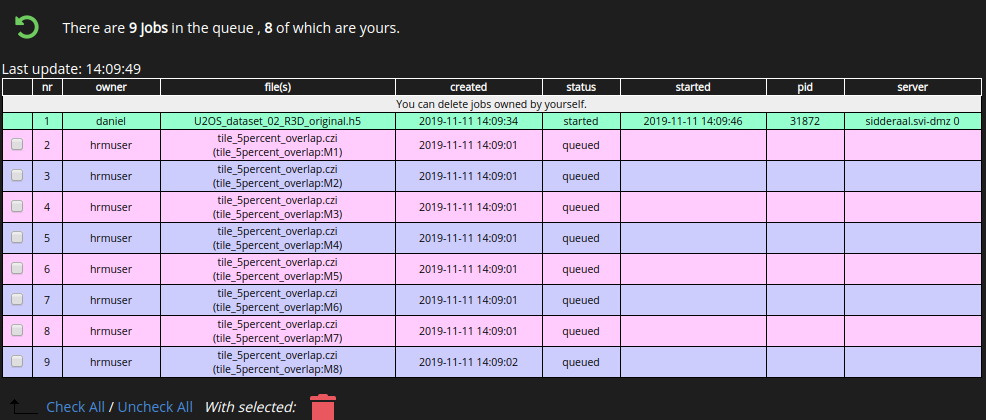 There are 9 Jobs in the queue , 8 of which are yours.
Last update: 14:09:49
nr owner file(s) created status started pid server
You can delete jobs owned by yourself.
1 daniel U2OS_dataset_02_R3D_original.h5 2019-11-11 14:09:34 started 2019-11-11 14:09:46 31872 sidderaal.svi-dmz 0
2 hrmuser tile_5percent_overlap.czi 2019-11-11 14:09:01 queued
(tile_5percent_overlap:M1)
3 hrmuser tile_5percent_overlap.czi 2019-11-11 14:09:01 queued
(tile_5percent_overlap:M2)
4 hrmuser tile_5percent_overlap.czi 2019-11-11 14:09:01 queued
(tile_5percent_overlap:M3)
5 hrmuser tile_5percent_overlap.czi 2019-11-11 14:09:01 queued
(tile_5percent_overlap:M4)
6 hrmuser tile_5percent_overlap.czi 2019-11-11 14:09:01 queued
(tile_5percent_overlap:M5)
7 hrmuser tile_5percent_overlap.czi 2019-11-11 14:09:01 queued
(tile_5percent_overlap:M6)
8 hrmuser tile_5percent_overlap.czi 2019-11-11 14:09:01 queued
(tile_5percent_overlap:M7)
9 hrmuser tile_5percent_overlap.czi 2019-11-11 14:09:02 queued
(tile_5percent_overlap:M8)
Check All / Uncheck All With selected: